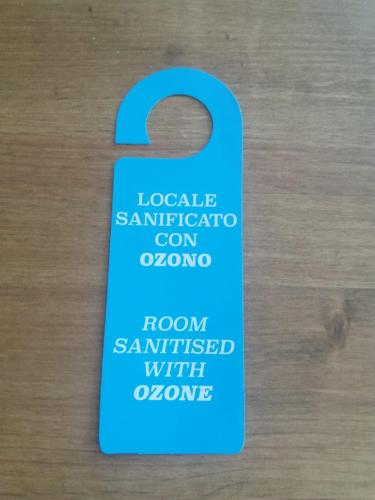 LOCALE
SANIFICATO
CON
OZONO
ROOM
SANITISED
WITH
OZONE